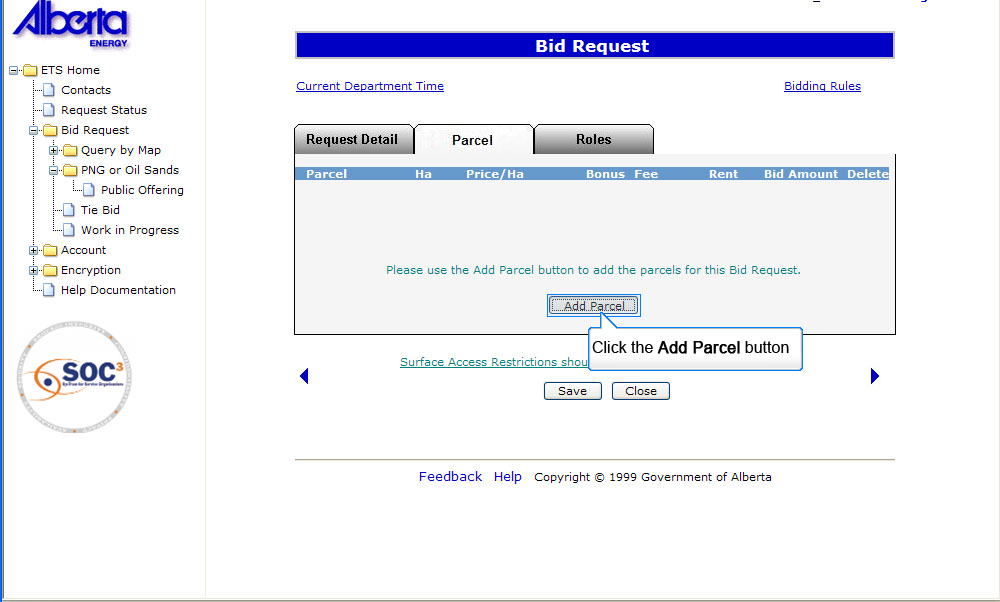 Alberta
ENERGY
Bid Request
ETS Home
Contacts
Request Status
Bid Request
Query by Map
PNG or Oil Sands
Public Offering
Tie Bid
Work in Progress
Account
Encryption
Help Documentation
SOC3
Current Department Time Bidding Rules
Request Detail Parcel Roles
Parcel Ha Price/Ha Bonus Fee Rent Bid Amount Delete
Please use the Add Parcel button to add the parcels for this Bid Request.
Add Parcel
Click the Add Parcel button
Surface Access Restrictions shou
Save Close
Feedback Help Copyright © 1999 Government of Alberta